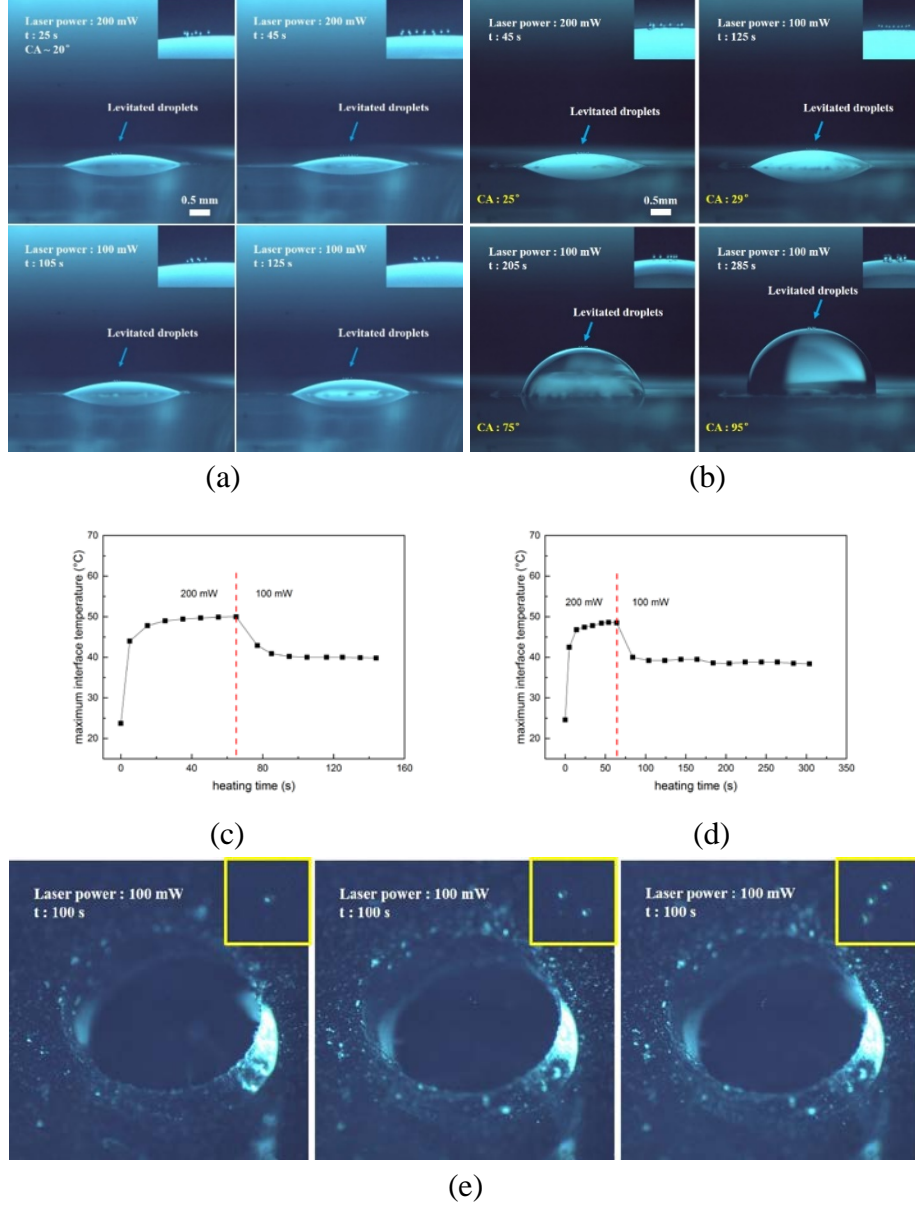 Laser power : 200 mW
t : 25 s
CA ~ 20°
Levitated droplets
0.5 mm
Laser power : 200 mW
t : 45 s
Levitated droplets
Laser power : 100 mW
t : 105 s
Levitated droplets
Laser power : 100 mW
t : 125 s
Levitated droplets
(a)
Laser power : 200 mW
t : 45 s
Levitated droplets
CA : 25°
0.5mm
Laser power : 100 mW
t : 125 s
Levitated droplets
CA : 29°
Laser power : 100 mW
t : 205 s
Levitated droplets
CA : 75°
Laser power : 100 mW
t : 285 s
Levitated droplets
CA : 95°
(b)
maximum interface temperature (°C)
70
60
50
40
30
20
200 mW
100 mW
0
40
80
120
160
heating time (s)
(c)
maximum interface temperature (°C)
70
60
50
40
30
20
200 mW
100 mW
0
50
100
150
200
250
300
350
heating time (s)
(d)
Laser power : 100 mW
t : 100 s
Laser power : 100 mW
t : 100 s
Laser power : 100 mW
t : 100 s
(e)